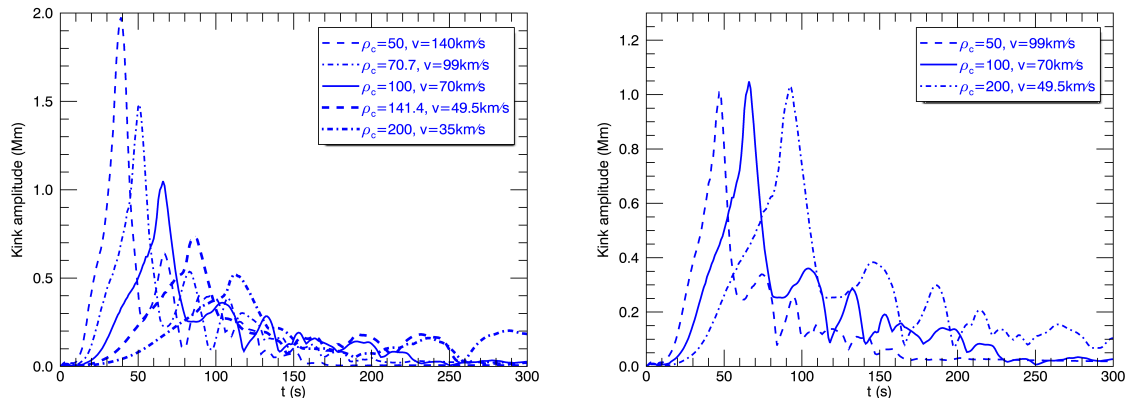 2.0
1.5
1.0
0.5
0.0
Kink amplitude (Mm)
0 50 100 150 200 250 300
t (s)
ρc=50, v=140km/s
ρc=70.7, v=99km/s
ρc=100, v=70km/s
ρc=141.4, v=49.5km/s
ρc=200, v=35km/s
1.2
1.0
0.8
0.6
0.4
0.2
0.0
Kink amplitude (Mm)
0 50 100 150 200 250 300
t (s)
ρc=50, v=99km/s
ρc=100, v=70km/s
ρc=200, v=49.5km/s